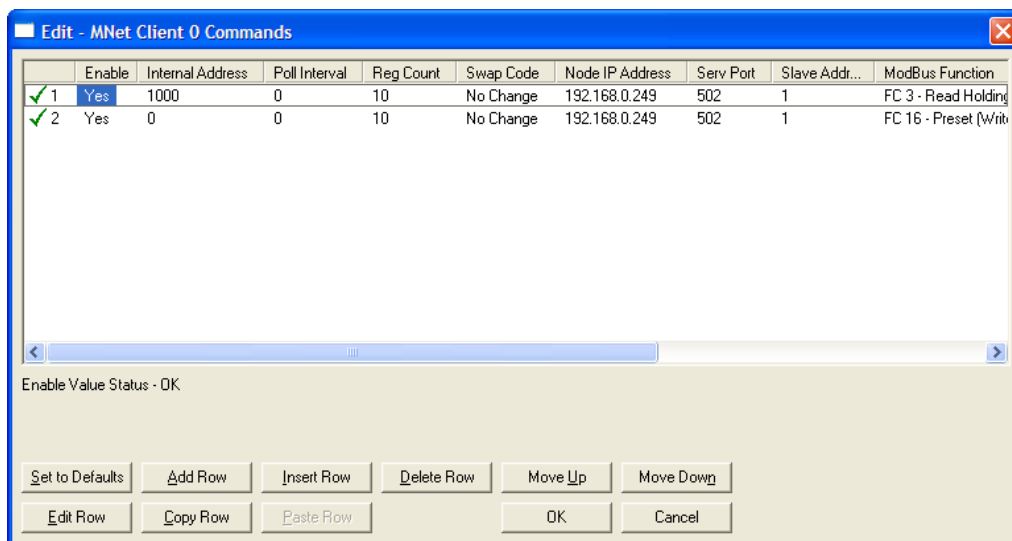 Edit - MNet Client 0 Commands
Enable Internal Address Poll Interval Reg Count Swap Code Node IP Address Serv Port Slave Addr... ModBus Function
1 Yes 1000 0 10 No Change 192.168.0.249 502 1 FC 3 - Read Holding
2 Yes 0 0 10 No Change 192.168.0.249 502 1 FC 16 - Preset (Write
Enable Value Status - OK
Set to Defaults Add Row Insert Row Delete Row Move Up Move Down
Edit Row Copy Row Paste Row OK Cancel